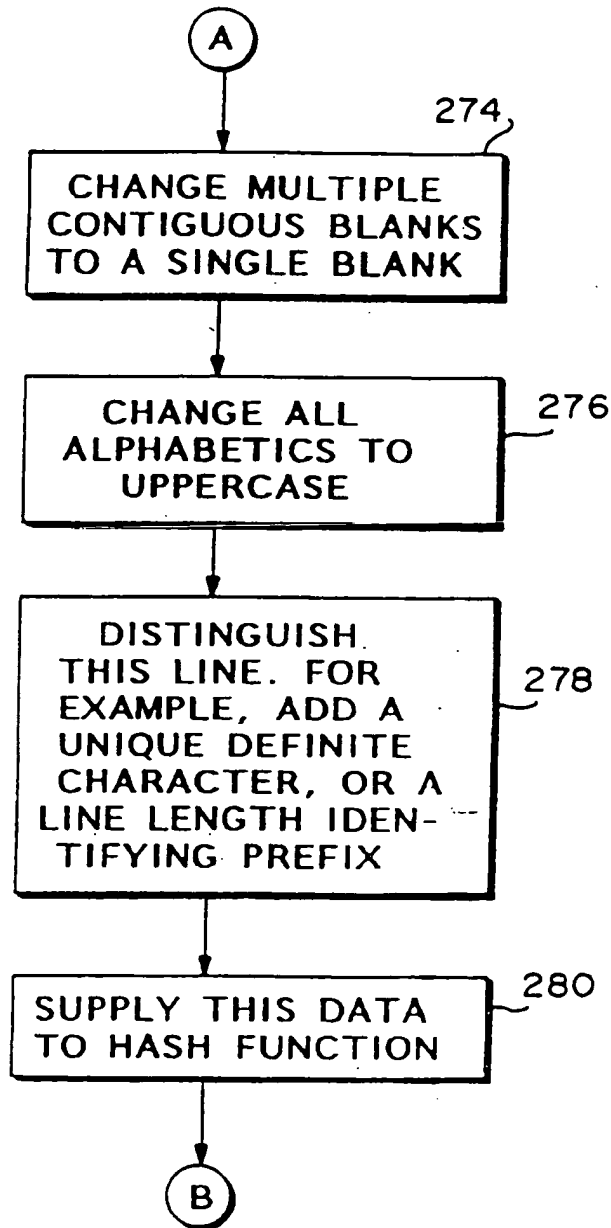 A
274
CHANGE MULTIPLE
CONTIGUOUS BLANKS
TO A SINGLE BLANK
276
CHANGE ALL
ALPHABETICS TO
UPPERCASE
278
DISTINGUISH
THIS LINE. FOR
EXAMPLE, ADD A
UNIQUE DEFINITE
CHARACTER, OR A
LINE LENGTH IDEN-
TIFYING PREFIX
280
SUPPLY THIS DATA
TO HASH FUNCTION
B